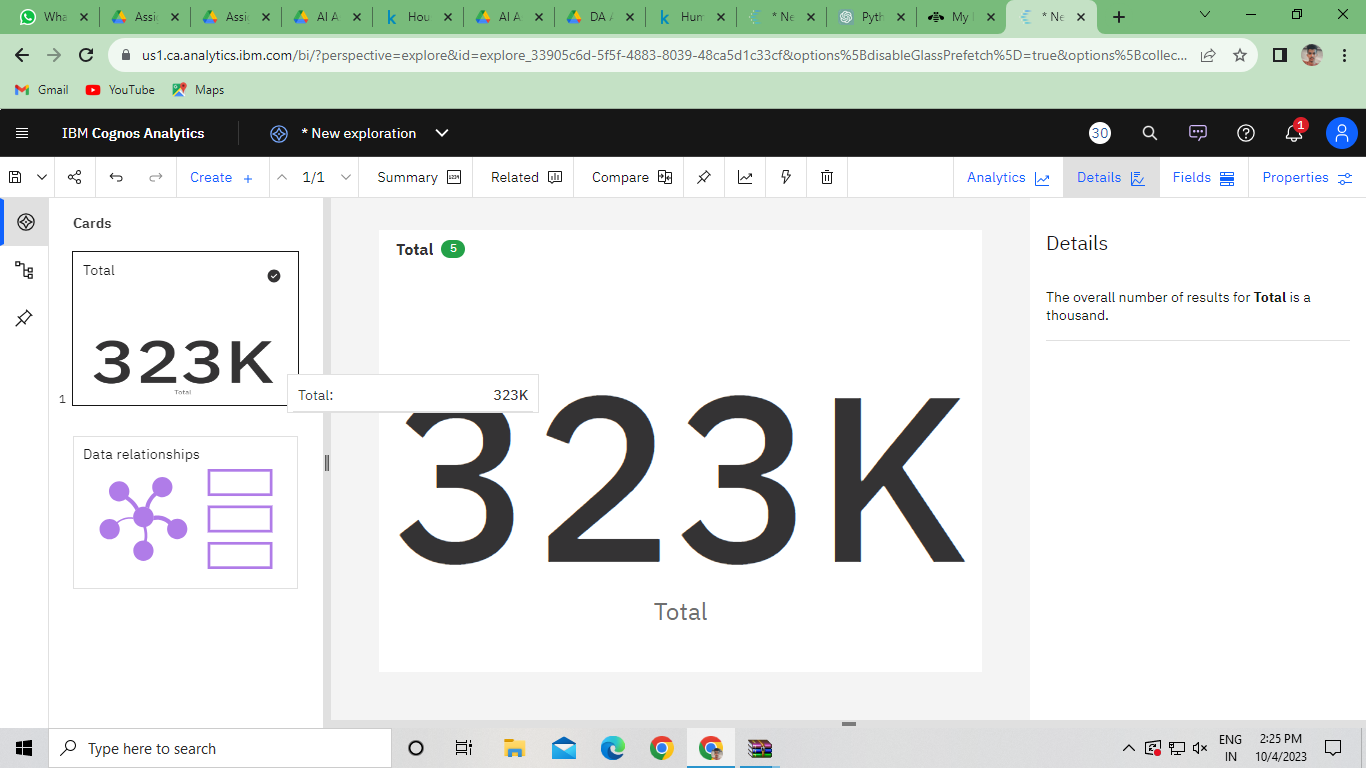 Wha
Assi
Assi
AI A
Hou
AI A
DA A
Hum
* Ne
Pyth
My
* Ne
us1.ca.analytics.ibm.com/bi/?perspective=explore&id=explore_33905c6d-5f5f-4883-8039-48ca5d1c33cf&options%5BdisableGlassPrefetch%5D=true&options%5Bcollec...
Gmail YouTube Maps
IBM Cognos Analytics * New exploration 30 1
Create + 1/1 Summary Related Compare Analytics Details Fields Properties
Cards
Total
323K
Total
1
Data relationships
Total 5
Total: 323K
323K
Total
Details
The overall number of results for Total is a
thousand.
Type here to search
ENG
IN
2:25 PM
10/4/2023